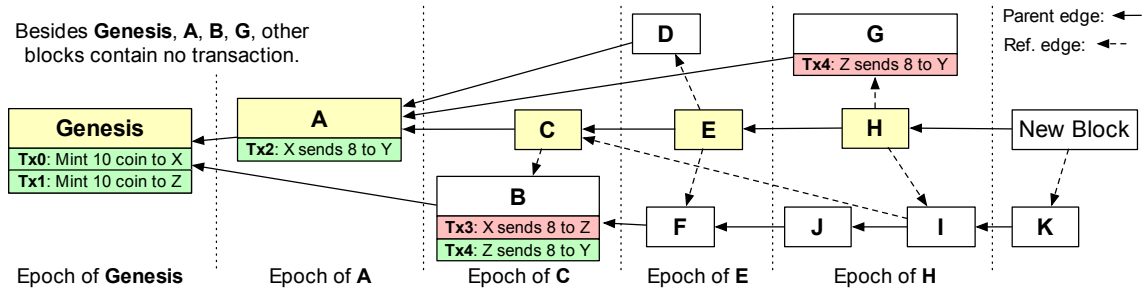 Besides Genesis, A, B, G, other
blocks contain no transaction.
Parent edge:
Ref. edge:
D
G
Tx4: Z sends 8 to Y
Genesis
Tx0: Mint 10 coin to X
Tx1: Mint 10 coin to Z
A
Tx2: X sends 8 to Y
C
E
H
New Block
B
Tx3: X sends 8 to Z
Tx4: Z sends 8 to Y
F
J
I
K
Epoch of Genesis
Epoch of A
Epoch of C
Epoch of E
Epoch of H